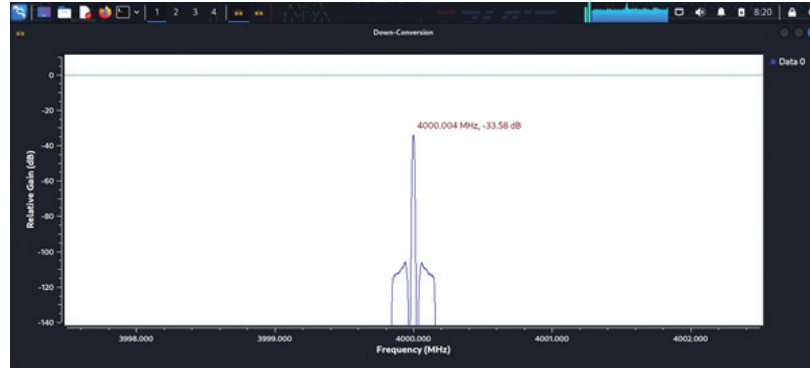 1 2 3 4 8:20
Down-Conversion
Data 0
4000.004 MHz, -33.58 dB
Relative Gain (dB)
0
-20
-40
-60
-80
-100
-120
-140
3998.000 3999.000 4000.000 4001.000 4002.000
Frequency (MHz)